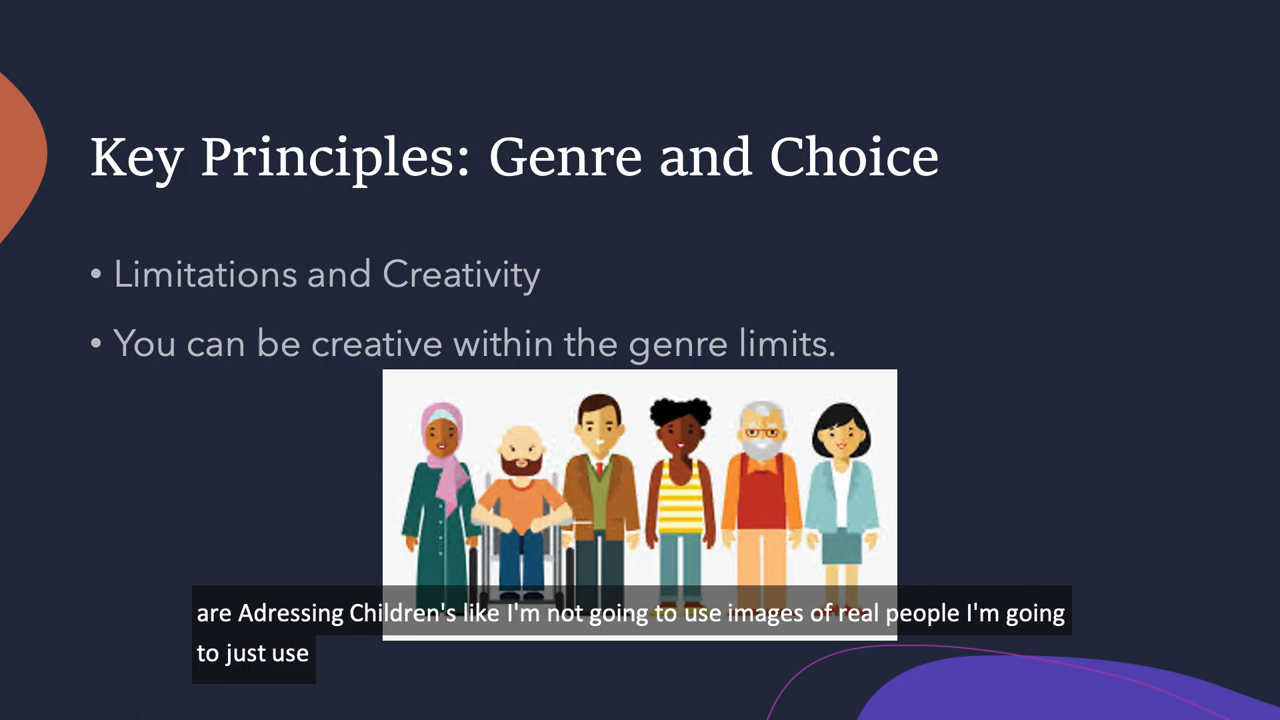 Key Principles: Genre and Choice
• Limitations and Creativity
• You can be creative within the genre limits.
are Adressing Children's like I'm not going to use images of real people I'm going
to just use